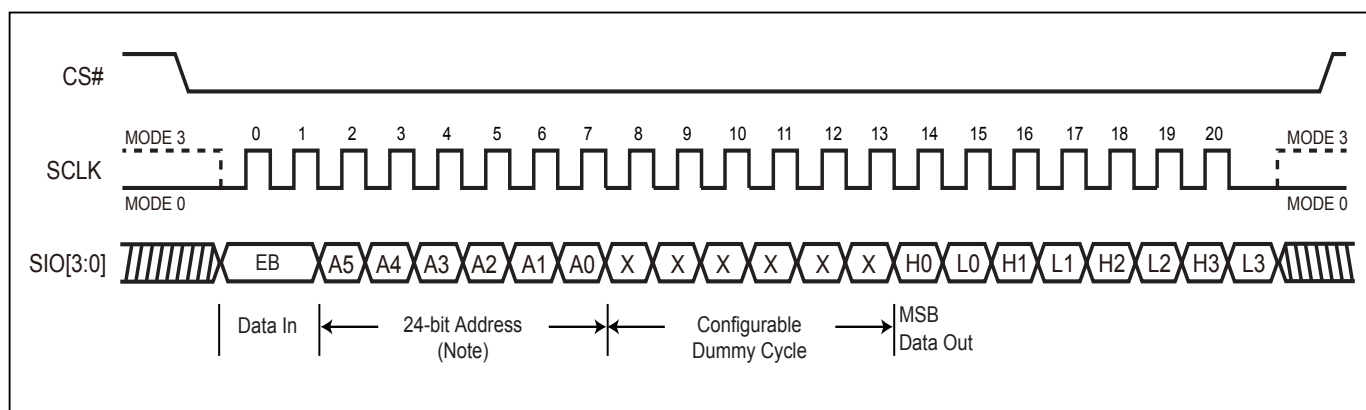 CS#
MODE 3
0 1 2 3 4 5 6 7 8 9 10 11 12 13 14 15 16 17 18 19 20
MODE 3
SCLK
MODE 0
MODE 0
SIO[3:0]
EB A5 A4 A3 A2 A1 A0 X X X X X X H0 L0 H1 L1 H2 L2 H3 L3
Data In
24-bit Address
(Note)
Configurable
Dummy Cycle
MSB
Data Out